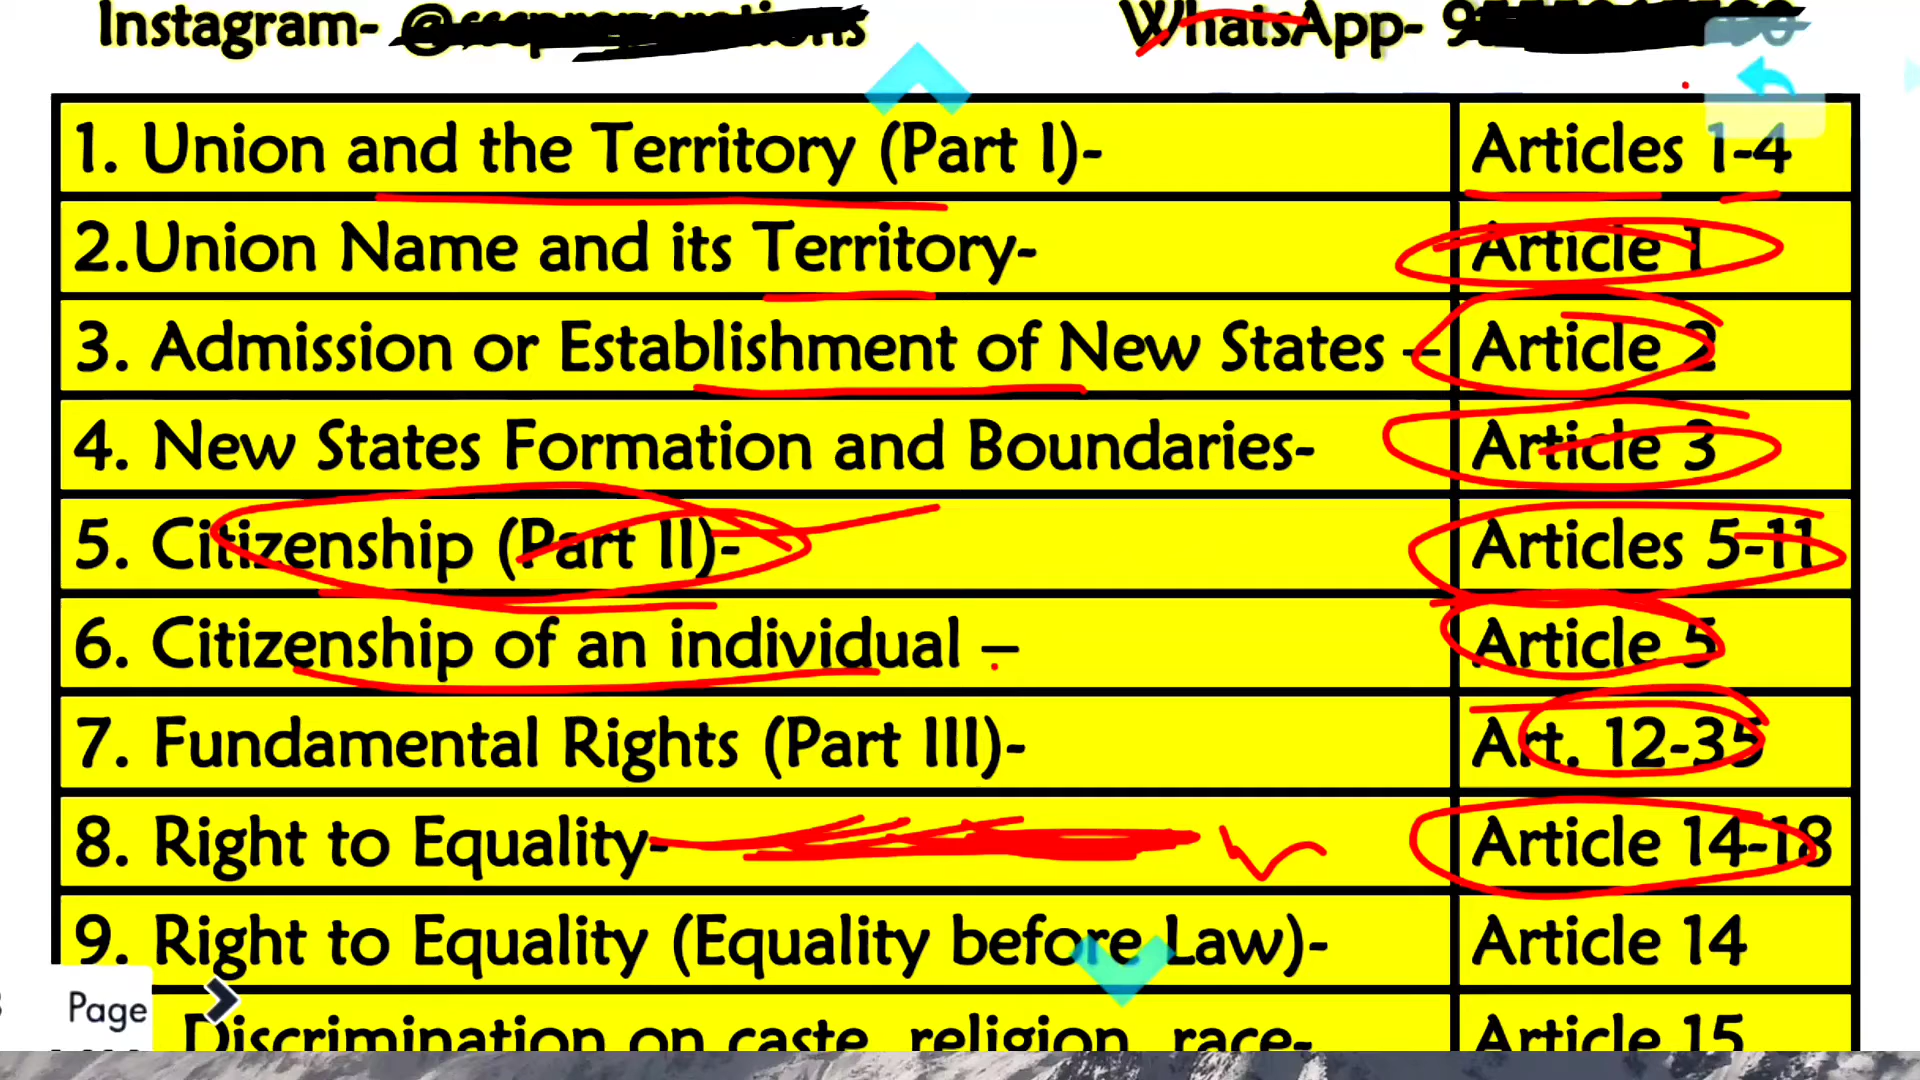 Instagram-
WhatsApp-
1. Union and the Territory (Part I)- Articles 1-4
2.Union Name and its Territory- Article 1
3. Admission or Establishment of New States – Article 2
4. New States Formation and Boundaries- Article 3
5. Citizenship (Part II)- Articles 5-11
6. Citizenship of an individual – Article 5
7. Fundamental Rights (Part III)- Art. 12-35
8. Right to Equality- Article 14-18
9. Right to Equality (Equality before Law)- Article 14
Page
Discrimination on caste, religion, race- Article 15